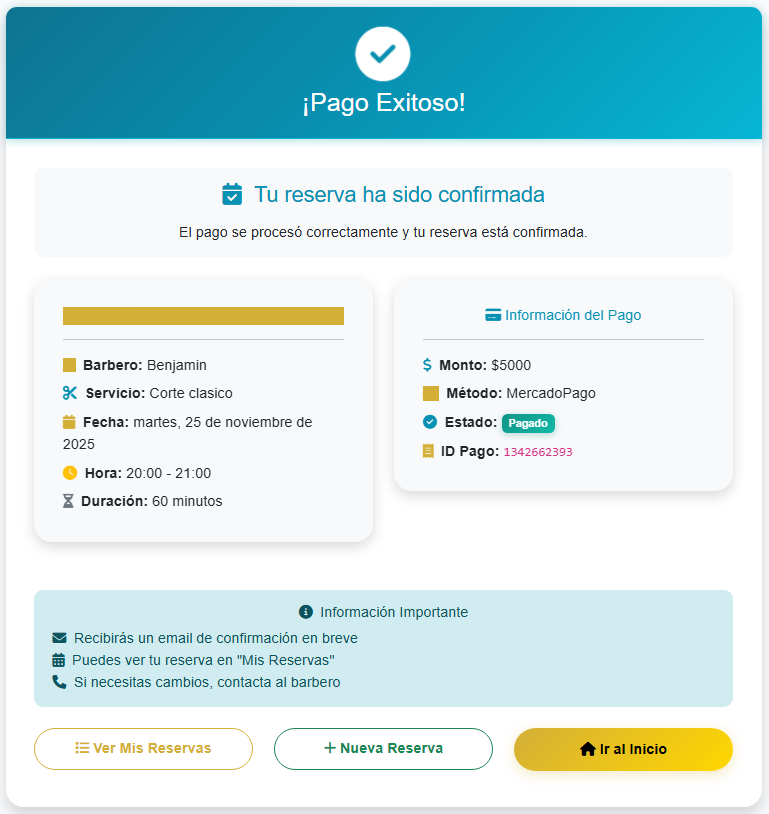 ¡Pago Exitoso!
Tu reserva ha sido confirmada
El pago se procesó correctamente y tu reserva está confirmada.
Barbero: Benjamin
Servicio: Corte clasico
Fecha: martes, 25 de noviembre de
2025
Hora: 20:00 - 21:00
Duración: 60 minutos
Información del Pago
Monto: $5000
Método: MercadoPago
Estado: Pagado
ID Pago: 1342662393
Información Importante
Recibirás un email de confirmación en breve
Puedes ver tu reserva en "Mis Reservas"
Si necesitas cambios, contacta al barbero
Ver Mis Reservas
Nueva Reserva
Ir al Inicio